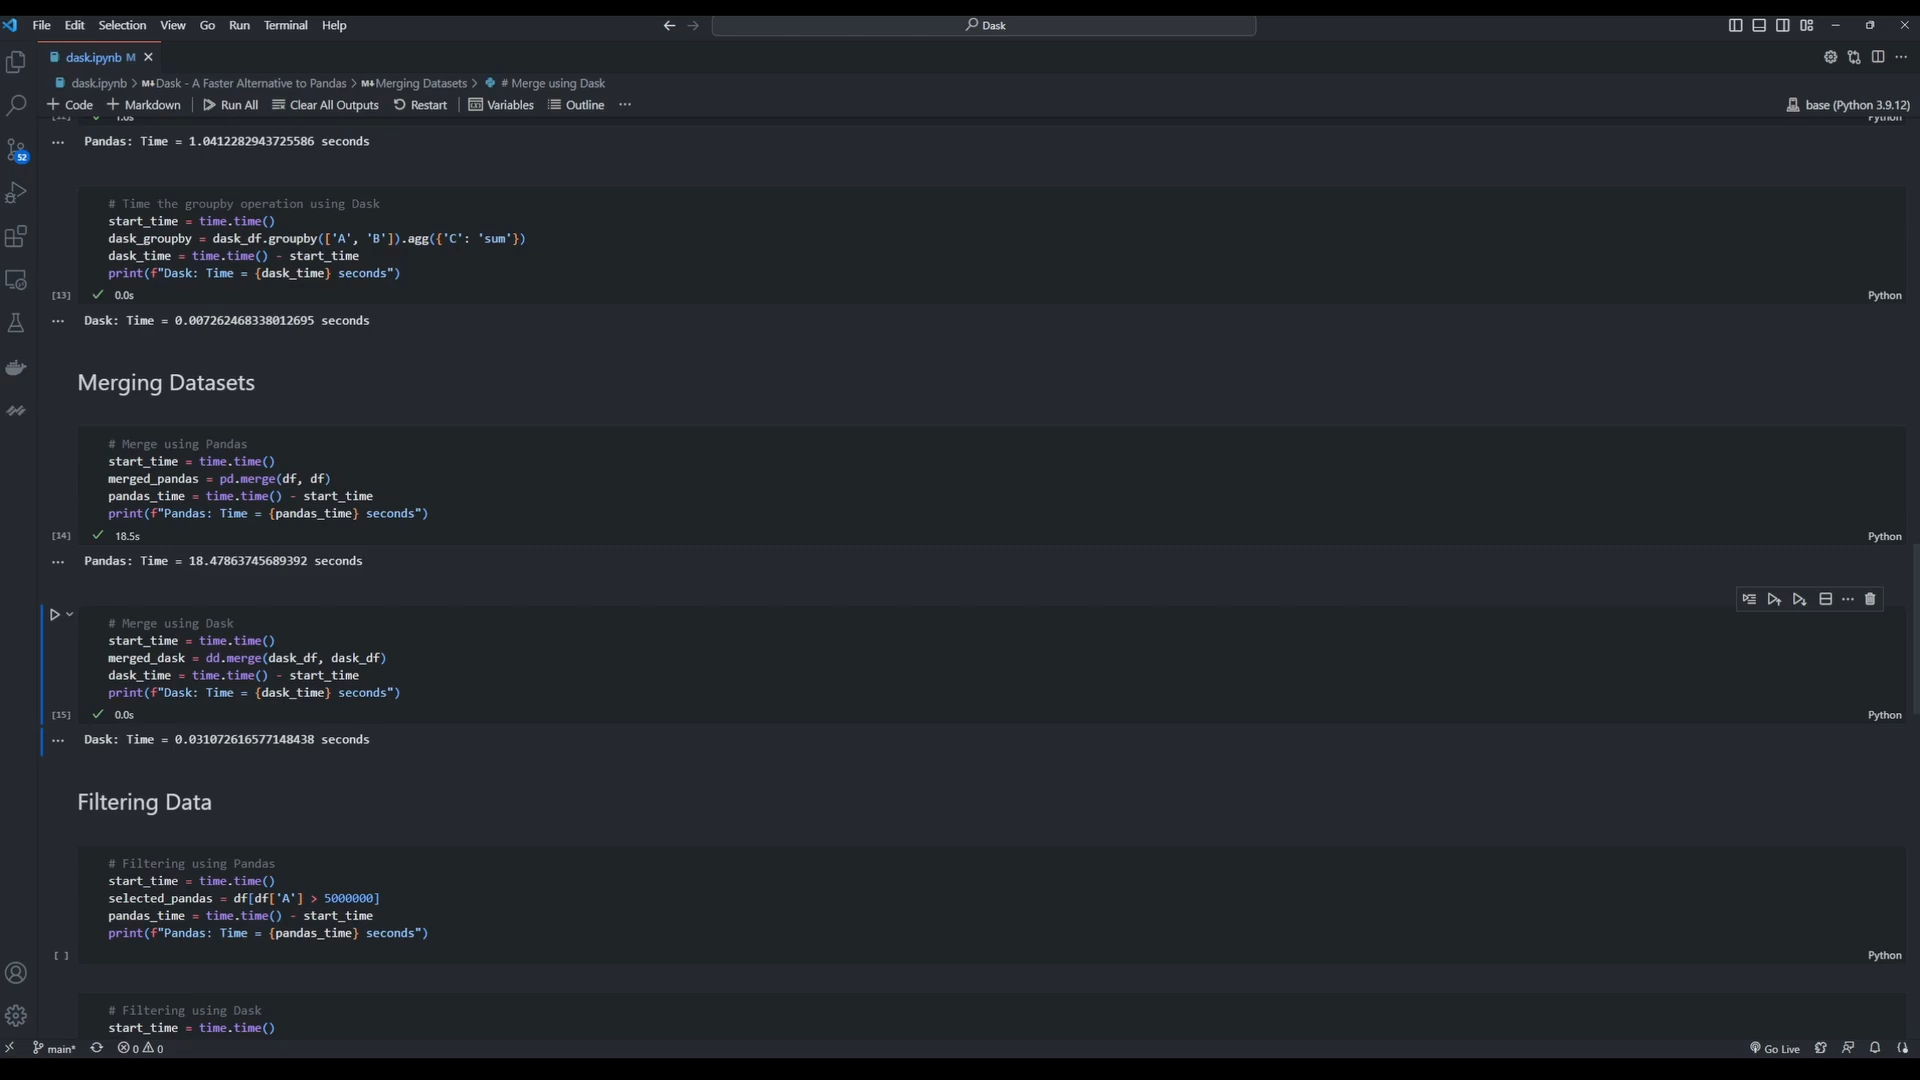 File Edit Selection View Go Run Terminal Help
Dask
dask.ipynb M
dask.ipynb > M↓Dask - A Faster Alternative to Pandas > M↓Merging Datasets > # Merge using Dask
Code Markdown Run All Clear All Outputs Restart Variables Outline ...
base (Python 3.9.12)
[12] 1.0s
Python
Pandas: Time = 1.0412282943725586 seconds
52
# Time the groupby operation using Dask
start_time = time.time()
dask_groupby = dask_df.groupby(['A', 'B']).agg({'C': 'sum'})
dask_time = time.time() - start_time
print(f"Dask: Time = {dask_time} seconds")
[13] 0.0s
Python
Dask: Time = 0.007262468338012695 seconds
Merging Datasets
# Merge using Pandas
start_time = time.time()
merged_pandas = pd.merge(df, df)
pandas_time = time.time() - start_time
print(f"Pandas: Time = {pandas_time} seconds")
[14] 18.5s
Python
Pandas: Time = 18.47863745689392 seconds
# Merge using Dask
start_time = time.time()
merged_dask = dd.merge(dask_df, dask_df)
dask_time = time.time() - start_time
print(f"Dask: Time = {dask_time} seconds")
[15] 0.0s
Python
Dask: Time = 0.031072616577148438 seconds
Filtering Data
# Filtering using Pandas
start_time = time.time()
selected_pandas = df[df['A'] > 5000000]
pandas_time = time.time() - start_time
print(f"Pandas: Time = {pandas_time} seconds")
[ ]
Python
# Filtering using Dask
start_time = time.time()
main* 0 0
Go Live